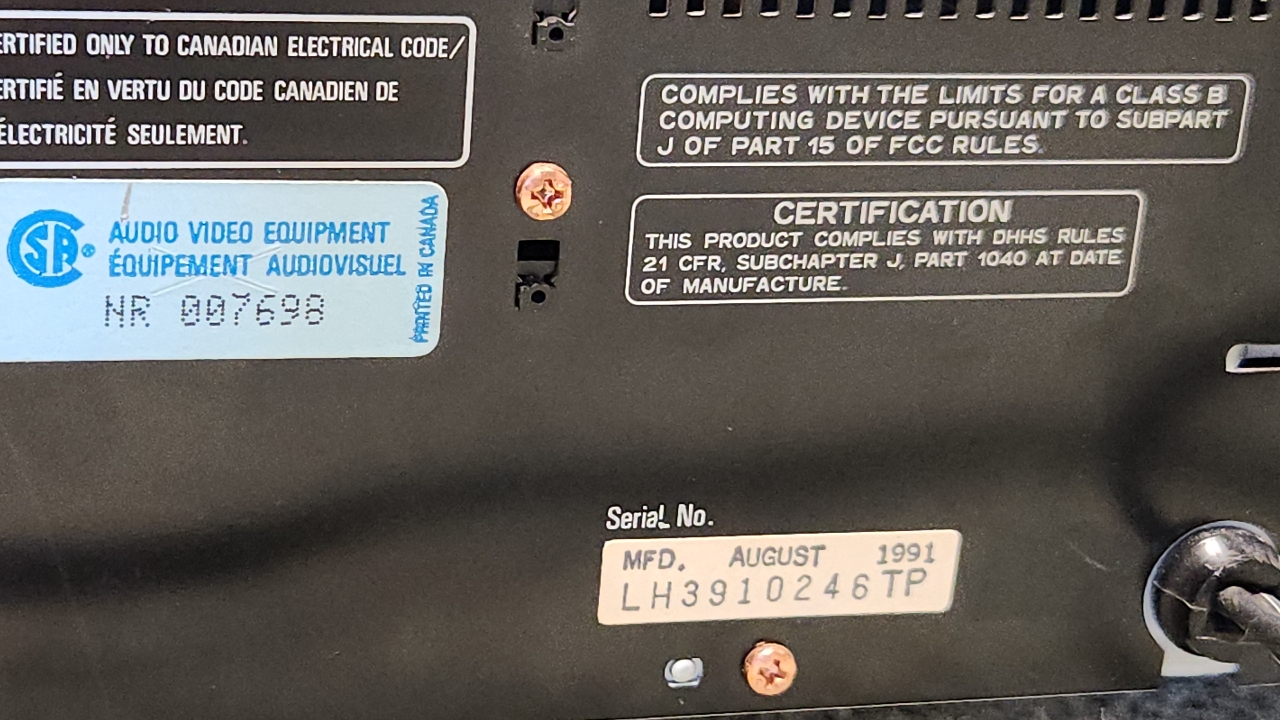 ERTIFIED ONLY TO CANADIAN ELECTRICAL CODE/
ERTIFIÉ EN VERTU DU CODE CANADIEN DE
ÉLECTRICITÉ SEULEMENT.
SA® AUDIO VIDEO EQUIPMENT
ÉQUIPEMENT AUDIOVISUEL
NR 007698
PRINTED IN CANADA
COMPLIES WITH THE LIMITS FOR A CLASS B
COMPUTING DEVICE PURSUANT TO SUBPART
J OF PART 15 OF FCC RULES.
CERTIFICATION
THIS PRODUCT COMPLIES WITH DHHS RULES
21 CFR, SUBCHAPTER J, PART 1040 AT DATE
OF MANUFACTURE.
Serial No.
MFD. AUGUST 1991
LH3910246TP